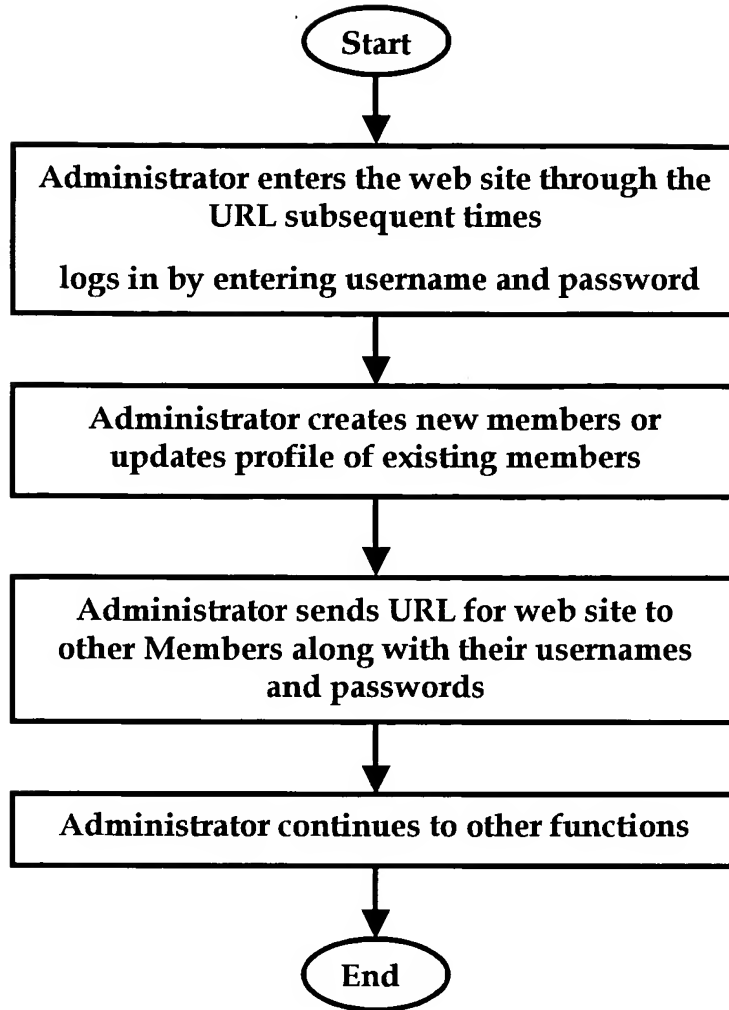 Start
Administrator enters the web site through the
URL subsequent times
logs in by entering username and password
Administrator creates new members or
updates profile of existing members
Administrator sends URL for web site to
other Members along with their usernames
and passwords
Administrator continues to other functions
End